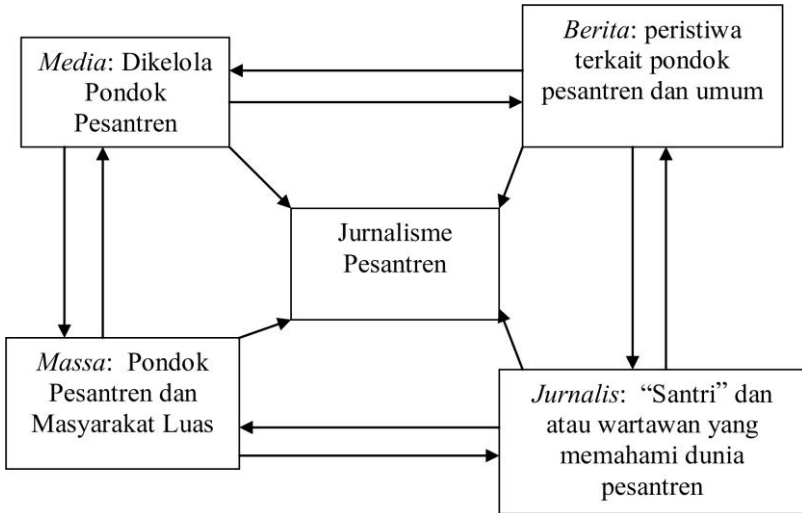 Media: Dikelola
Pondok
Pesantren
Berita: peristiwa
terkait pondok
pesantren dan umum
Jurnalisme
Pesantren
Massa: Pondok
Pesantren dan
Masyarakat Luas
Jurnalis: “Santri” dan
atau wartawan yang
memahami dunia
pesantren